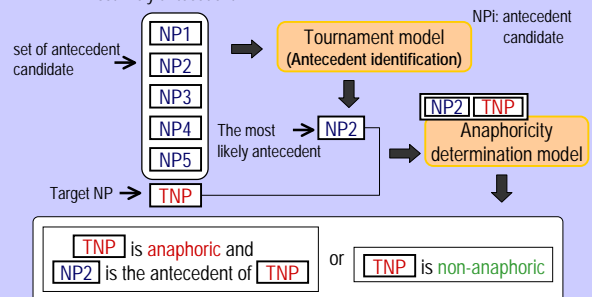 NPi: antecedent
candidate
set of antecedent
candidate
NP1
NP2
NP3
NP4
NP5
Tournament model
(Antecedent identification)
The most
likely antecedent
NP2
NP2 TNP
Anaphoricity
determination model
Target NP
TNP
TNP is anaphoric and
NP2 is the antecedent of TNP
or
TNP is non-anaphoric